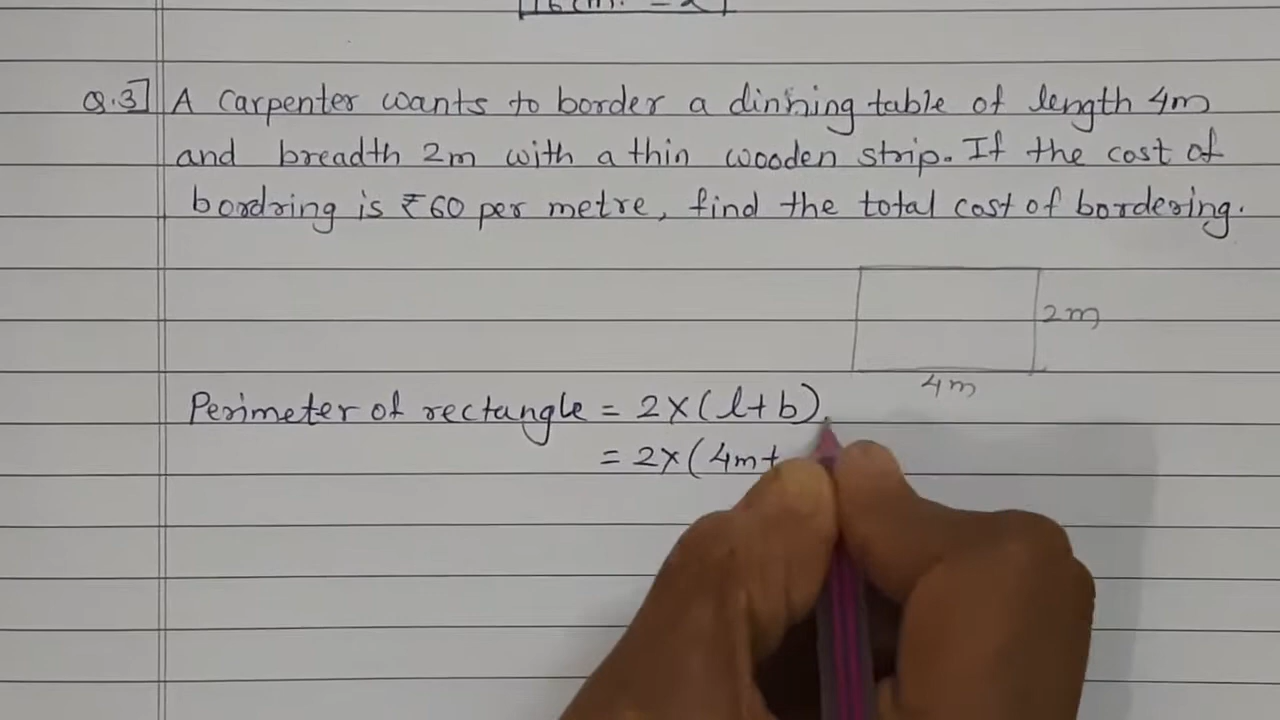 Q.3] A carpenter wants to border a dinning table of length 4m
and breadth 2m with a thin wooden strip. If the cost of
bordring is ₹60 per metre, find the total cost of bordering.
2m
4m
Perimeter of rectangle = 2×(l+b)
= 2×(4m+